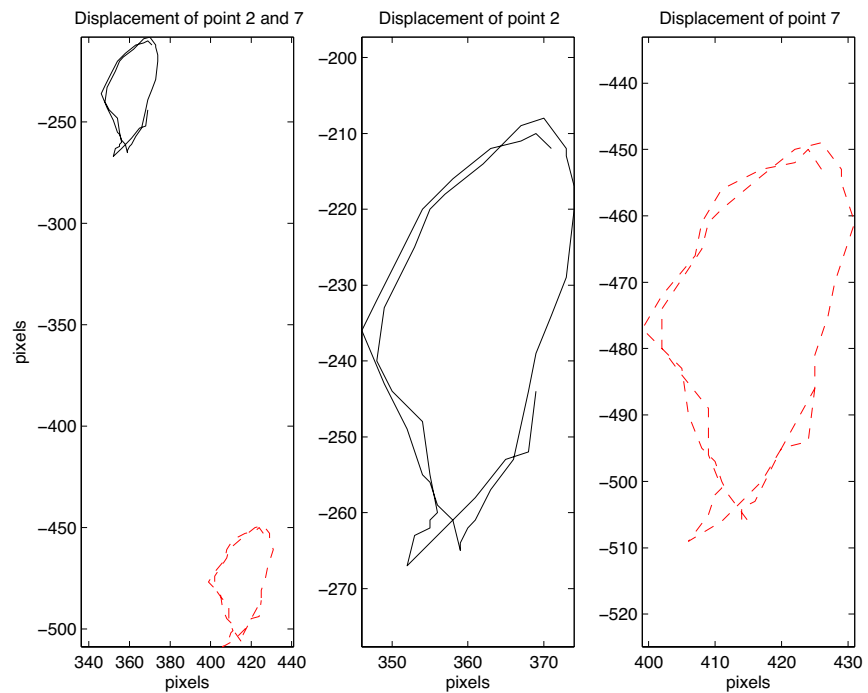 Displacement of point 2 and 7
−250
−300
−350
−400
−450
−500
340 360 380 400 420 440
pixels
pixels
Displacement of point 2
−200
−210
−220
−230
−240
−250
−260
−270
350 360 370
pixels
Displacement of point 7
−440
−450
−460
−470
−480
−490
−500
−510
−520
400 410 420 430
pixels